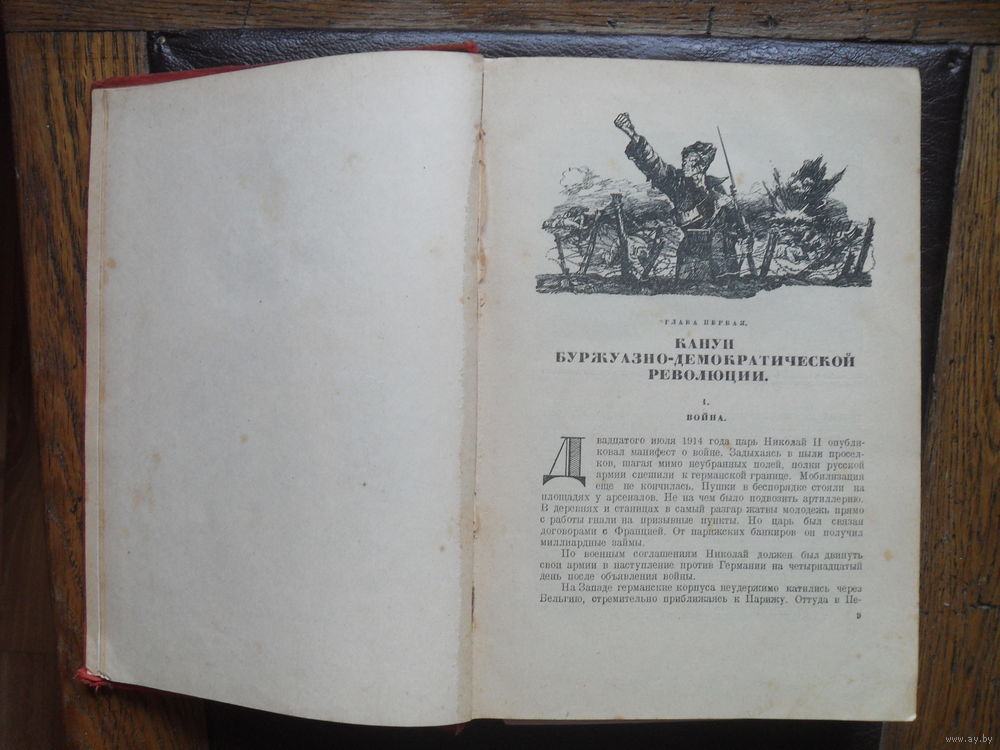 ГЛАВА ПЕРВАЯ.
КАНУН
БУРЖУАЗНО-ДЕМОКРАТИЧЕСКОЙ
РЕВОЛЮЦИИ.
1.
ВОЙНА.
Двадцатого июля 1914 года царь Николай II опубли-
ковал манифест о войне. Задыхаясь в пыли просел-
ков, шагая мимо неубранных полей, полки русской
армии спешили к германской границе. Мобилизация
еще не кончилась. Пушки в беспорядке стояли на
площадях у арсеналов. Не на чем было подвозить артиллерию.
В деревнях и станицах в самый разгар жатвы молодежь прямо
с работы гнали на призывные пункты. Но царь был связан
договорами с Францией. От парижских банкиров он получил
миллиардные займы.
По военным соглашениям Николай должен был двинуть
свои армии в наступление против Германии на четырнадцатый
день после объявления войны.
На Западе германские корпуса неудержимо катились через
Бельгию, стремительно приближаясь к Парижу. Оттуда в Пе-
9
www.ay.by